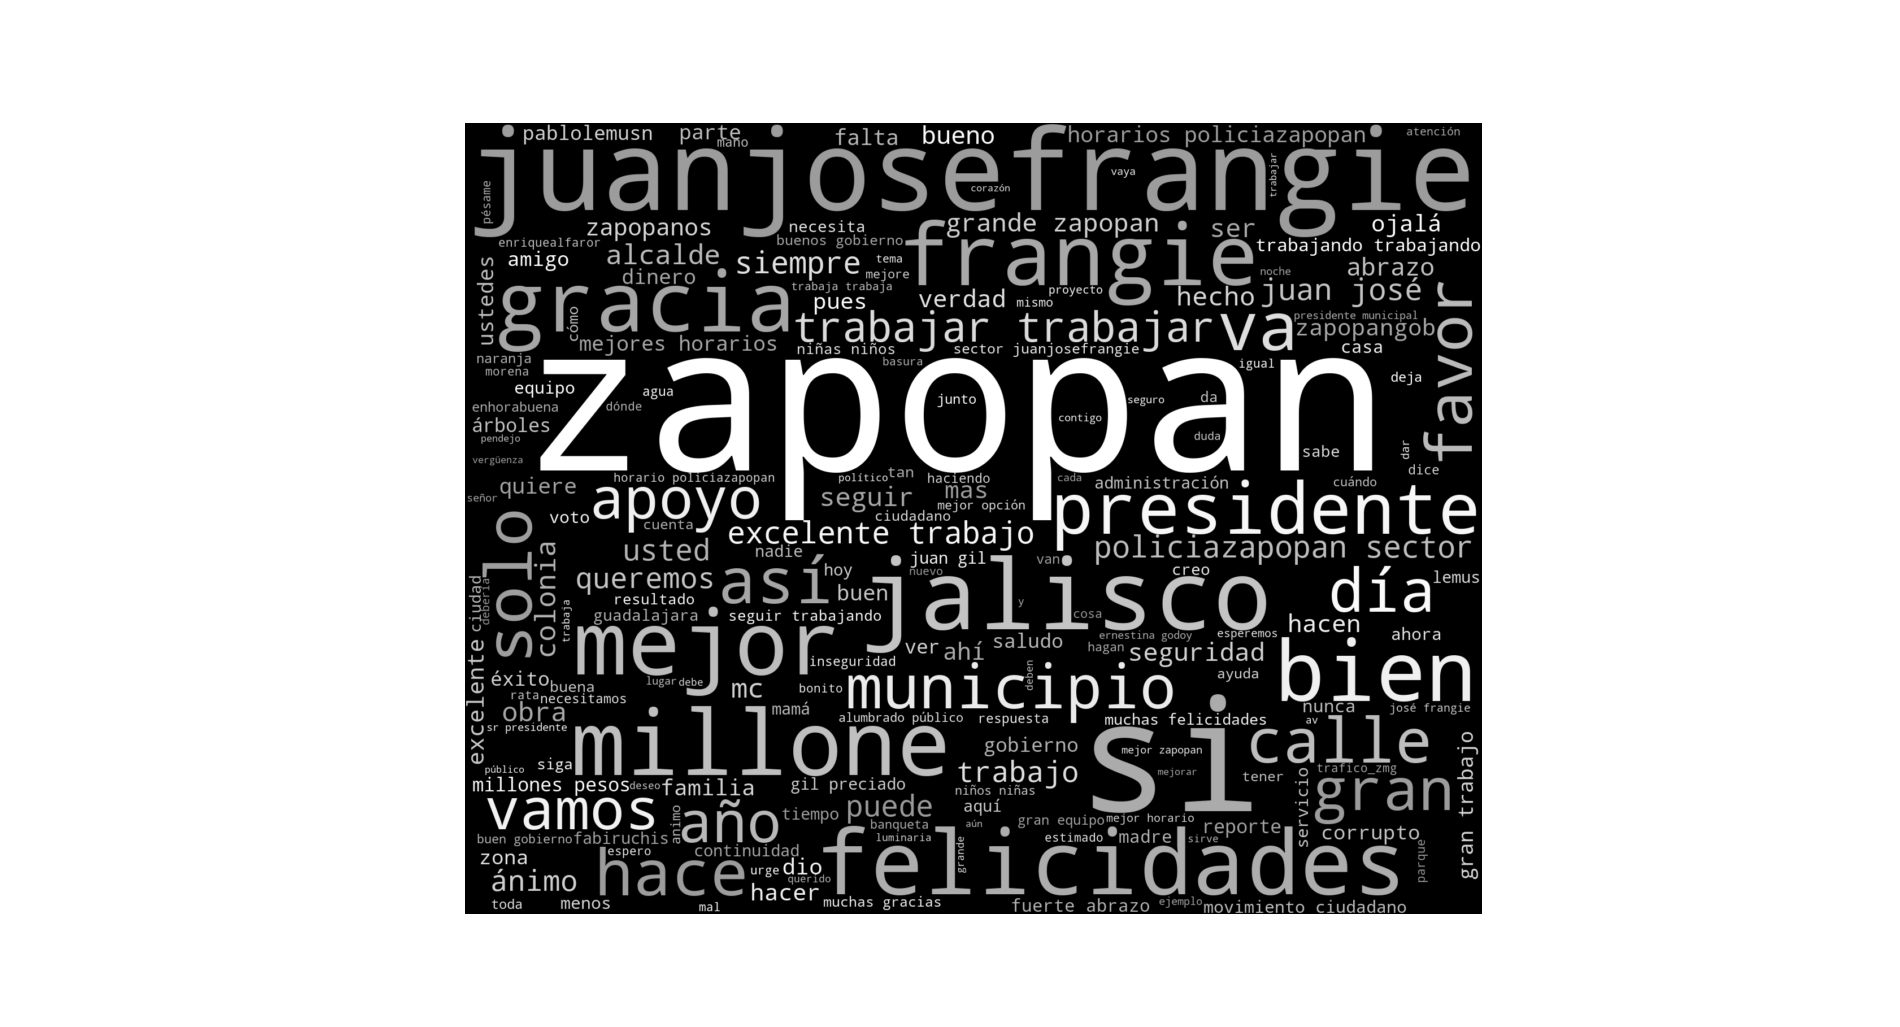 pablolemusn parte mano falta bueno horarios policiazapopan atención
juanjosefrangie
pésame corazón vaya trabajar
zapopanos necesita grande zapopan ser ojalá
enriquealfaror buenos gobierno frangie trabajando trabajando
amigo alcalde siempre tema abrazo
ustedes dinero mejore noche
gracia trabaja trabaja proyecto hecho juan josé favor
pues verdad mismo
cómo trabajar trabajar va presidente municipal zapopangob
mejores horarios niñas niños sector juanjosefrangie casa
naranja basura igual
morena zapopan deja
equipo agua junto seguro da
enhorabuena dónde contigo
árboles duda
pendejo sabe dar
vergüenza horario policiazapopan político tan haciendo cada administración cuándo dice
señor quiere apoyo seguir mas presidente
voto cuenta ciudadano mejor opción
solo excelente trabajo
colonia usted nadie juan gil van policiazapopan sector
queremos así hoy nuevo jalisco creo día lemus
ciudad debería resultado buen y
trabaja guadalajara seguir trabajando cosa hacen
mejor ver ahí saludo ernestina godoy esperemos ahora
inseguridad hagan seguridad bien
excelente éxito buena lugar debe mc bonito municipio deben ayuda
rata necesitamos nunca josé frangie
obra mamá alumbrado público respuesta muchas felicidades av
sr presidente millone si calle
siga gobierno mejor zapopan
público trabajo mejorar tener trafico_zmg gran trabajo
millones pesos deseo familia gil preciado niños niñas servicio gran
vamos animo año tiempo puede aquí
banqueta aún gran equipo mejor horario reporte corrupto
buen gobierno fabiruchis luminaria estimado madre sirve
zona espero continuidad grande felicidades parque
ánimo hace urge dio
querido hacer
toda menos mal muchas gracias fuerte abrazo ejemplo movimiento ciudadano